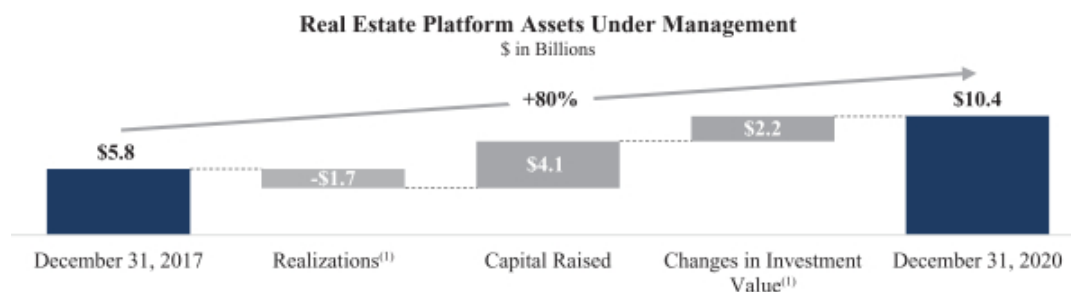 Real Estate Platform Assets Under Management
$ in Billions
+80%
$10.4
$5.8
-$1.7
$4.1
$2.2
December 31, 2017
Realizations(1)
Capital Raised
Changes in Investment
Value(1)
December 31, 2020